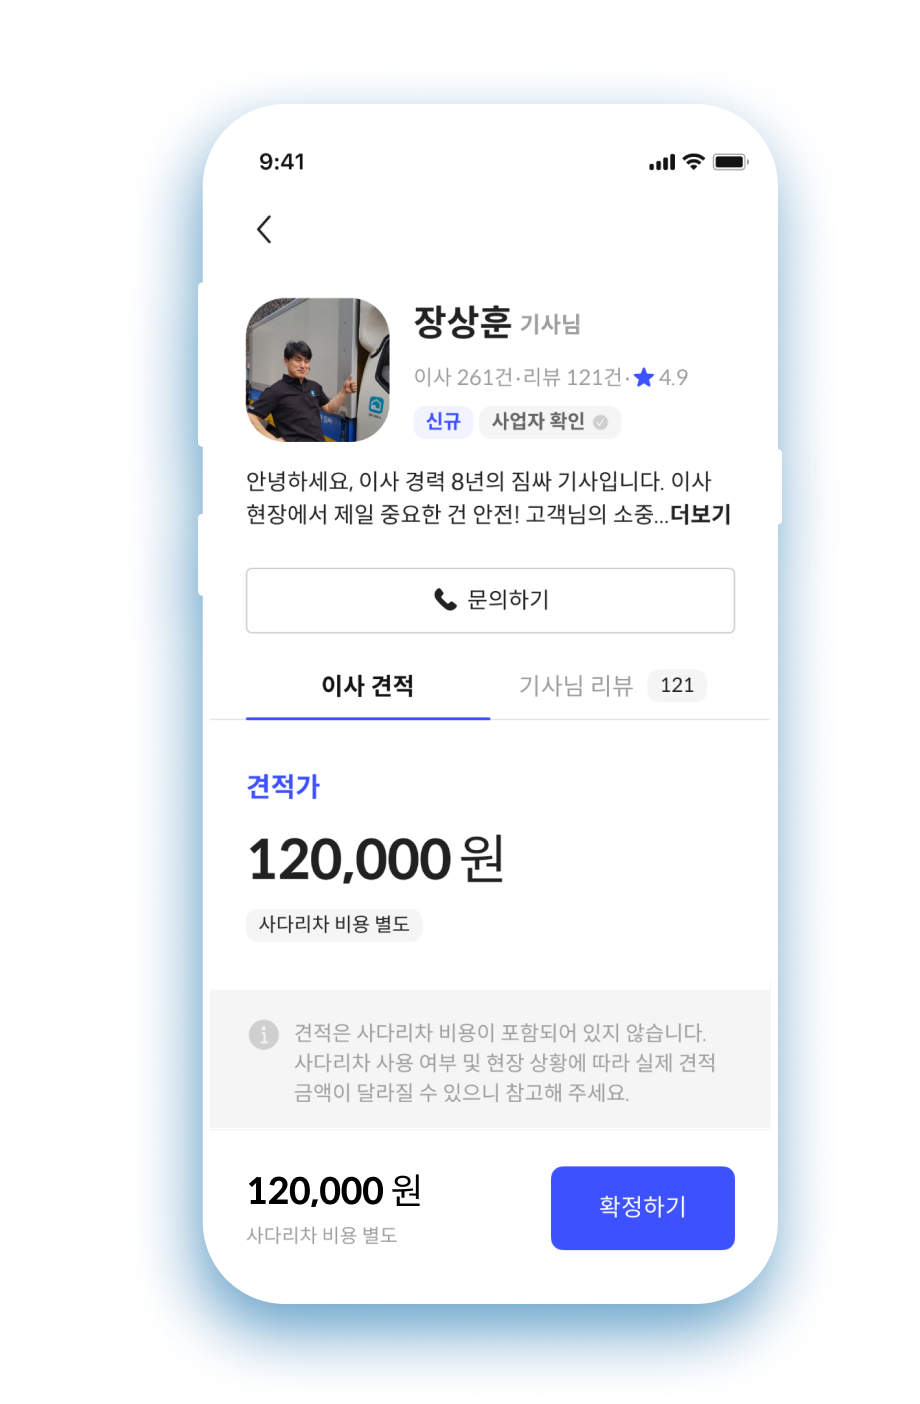 9:41
장상훈 기사님
이사 261건·리뷰 121건·★4.9
신규 사업자 확인
안녕하세요, 이사 경력 8년의 짐싸 기사입니다. 이사
현장에서 제일 중요한 건 안전! 고객님의 소중...더보기
문의하기
이사 견적 기사님 리뷰 121
견적가
120,000 원
사다리차 비용 별도
견적은 사다리차 비용이 포함되어 있지 않습니다.
사다리차 사용 여부 및 현장 상황에 따라 실제 견적
금액이 달라질 수 있으니 참고해 주세요.
120,000 원
사다리차 비용 별도
확정하기